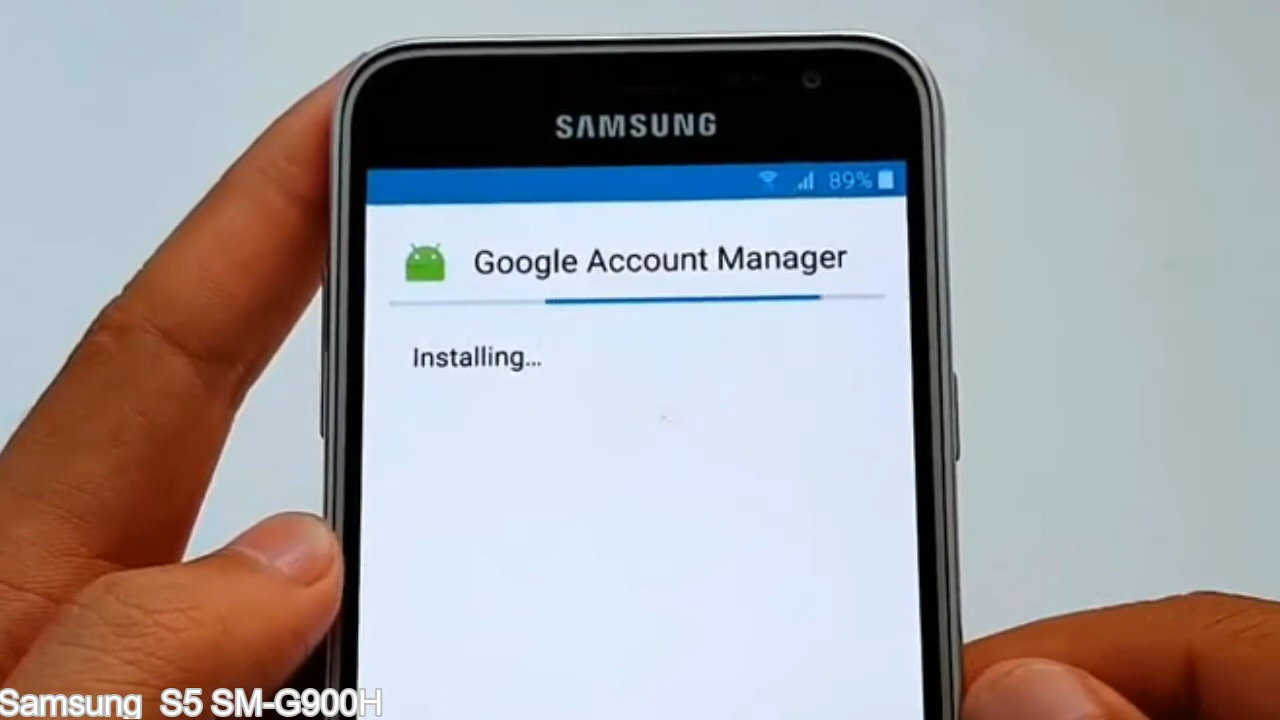 SAMSUNG
89%
Google Account Manager
Installing...
Samsung S5 SM-G900H